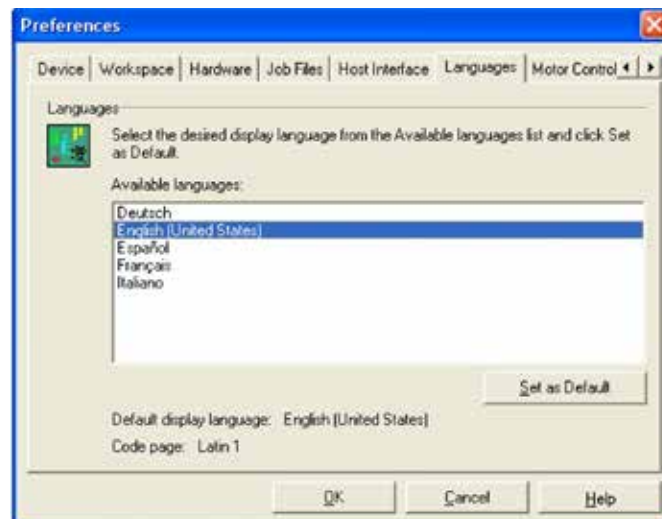 Preferences
Device Workspace Hardware Job Files Host Interface Languages Motor Control
Languages
Select the desired display language from the Available languages list and click Set
as Default.
Available languages:
Deutsch
English (United States)
Español
Français
Italiano
Set as Default
Default display language: English (United States)
Code page: Latin 1
OK Cancel Help